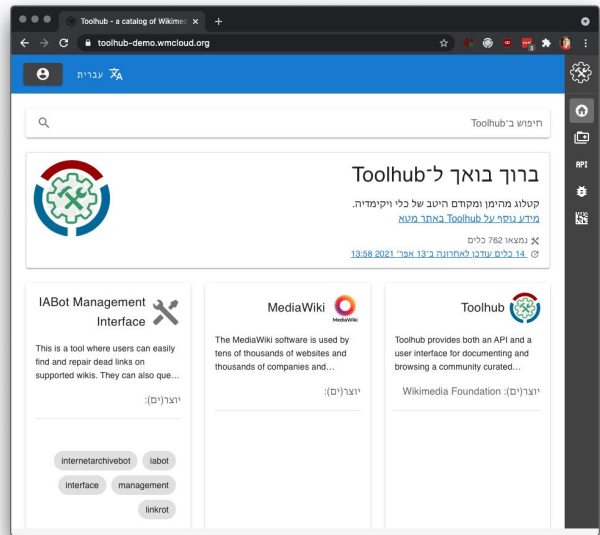 Toolhub - a catalog of Wikimed
toolhub-demo.wmcloud.org
עברית
חיפוש ב־Toolhub
ברוך בואך ל־Toolhub
קטלוג מהימן ומקודם היטב של כלי ויקימדיה.
מידע נוסף על Toolhub באתר מטא
נמצאו 762 כלים
14 כלים עודכן לאחרונה ב־13 אפר׳ 2021 13:58
API
Toolhub
Toolhub provides both an API and a
user interface for documenting and
browsing a community curated…
יוצר(ים): Wikimedia Foundation
MediaWiki
MediaWiki
The MediaWiki software is used by
tens of thousands of websites and
thousands of companies and…
יוצר(ים):
IABot Management
Interface
This is a tool where users can easily
find and repair dead links on
supported wikis. They can also que…
יוצר(ים):
internetarchivebot iabot
interface management
linkrot